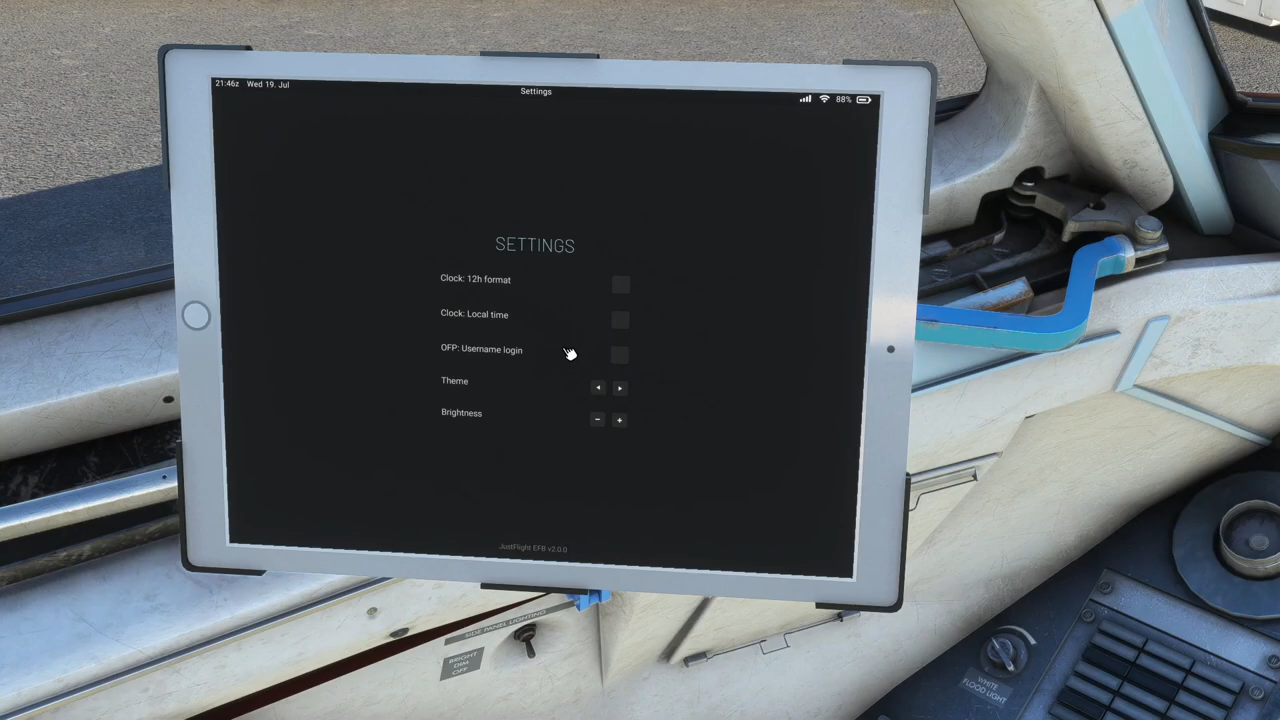 21:46z Wed 19. Jul
Settings
88%
SETTINGS
Clock: 12h format
Clock: Local time
OFP: Username login
Theme
Brightness
JustFlight EFB v2.0.0
SIDE PANEL LIGHTING
BRIGHT
DIM
OFF
WHITE
FLOOD LIGHT